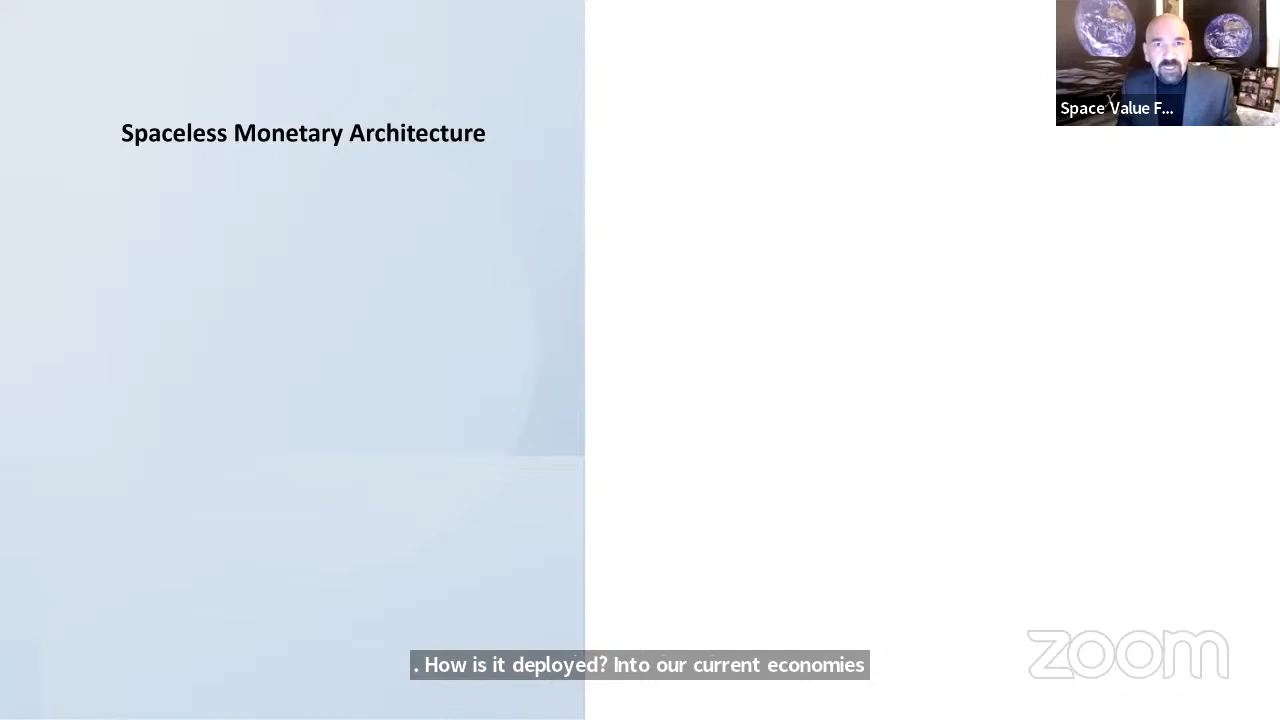 Space Value F...
Spaceless Monetary Architecture
. How is it deployed? Into our current economies
zoom